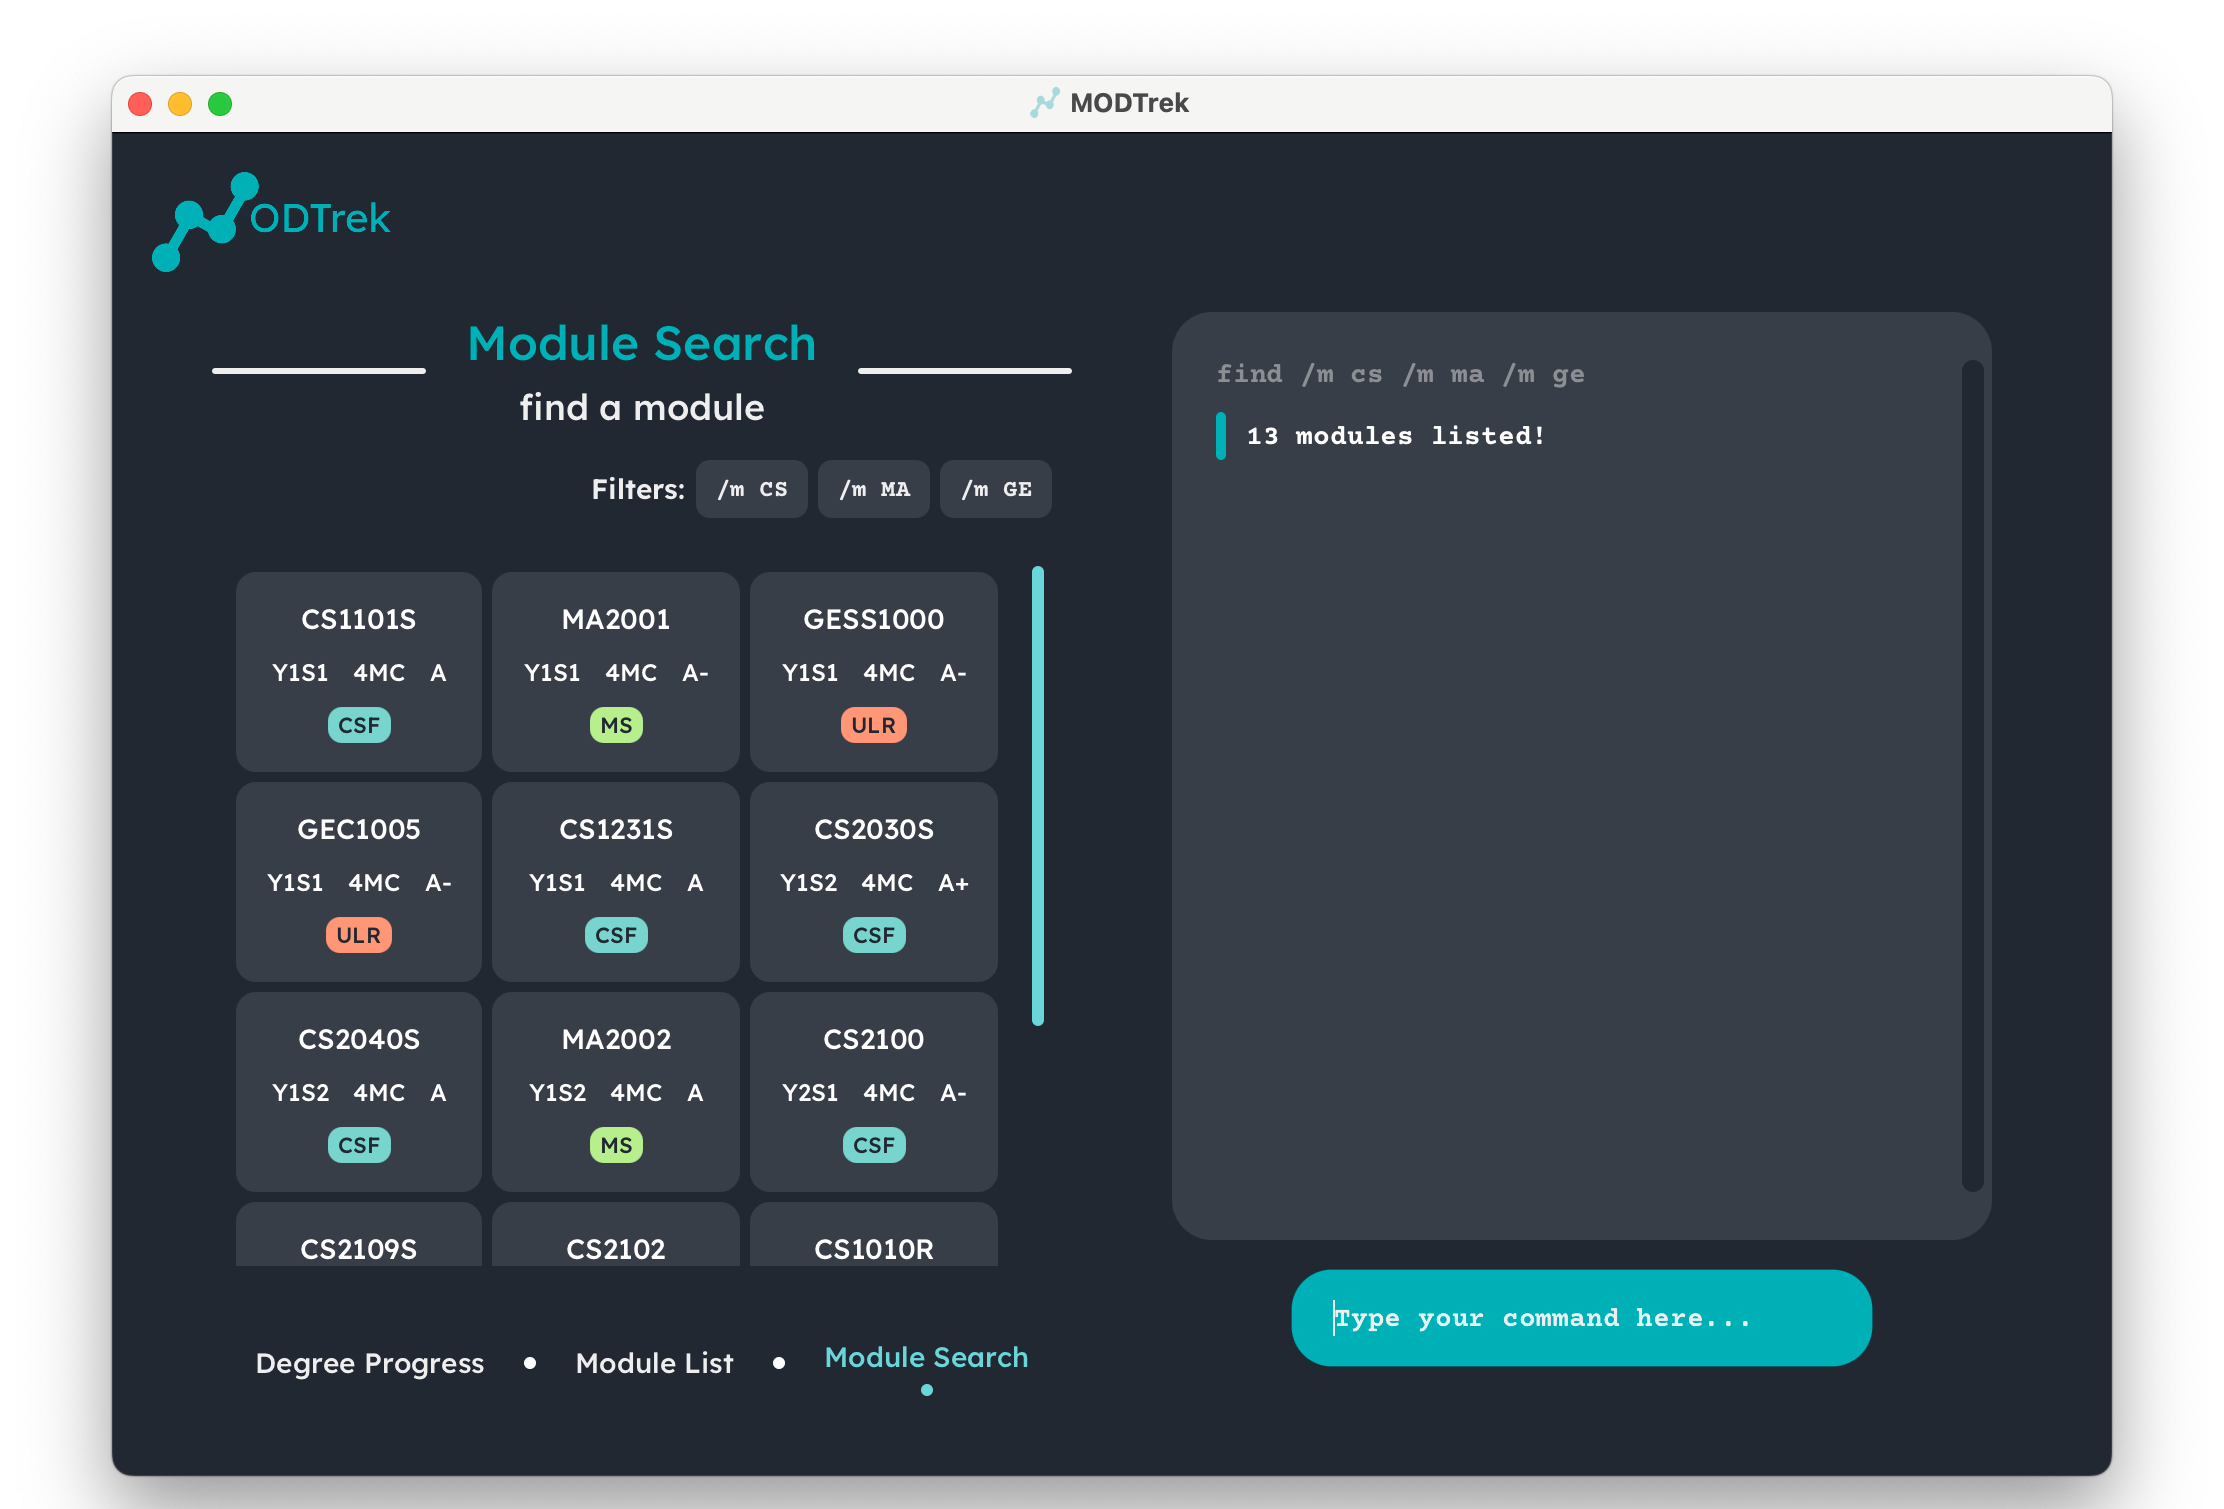 MODTrek
ODTrek
Module Search
find a module
Filters: /m CS /m MA /m GE
CS1101S
Y1S1 4MC A
CSF
MA2001
Y1S1 4MC A-
MS
GESS1000
Y1S1 4MC A-
ULR
GEC1005
Y1S1 4MC A-
ULR
CS1231S
Y1S1 4MC A
CSF
CS2030S
Y1S2 4MC A+
CSF
CS2040S
Y1S2 4MC A
CSF
MA2002
Y1S2 4MC A
MS
CS2100
Y2S1 4MC A-
CSF
CS2109S
CS2102
CS1010R
Degree Progress • Module List • Module Search
find /m cs /m ma /m ge
13 modules listed!
Type your command here...